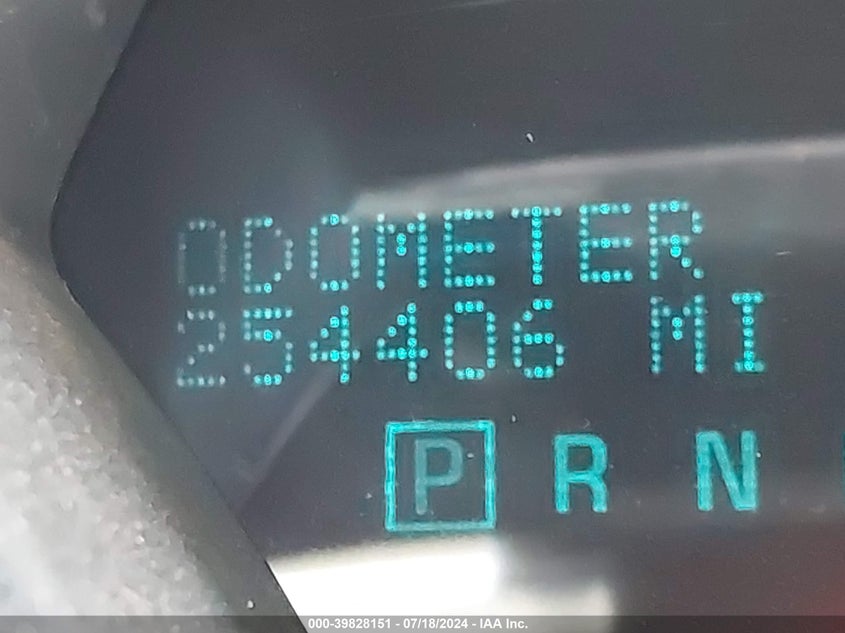 ODOMETER
254406 MI
P R N
000-39828151 - 07/18/2024 - IAA Inc.